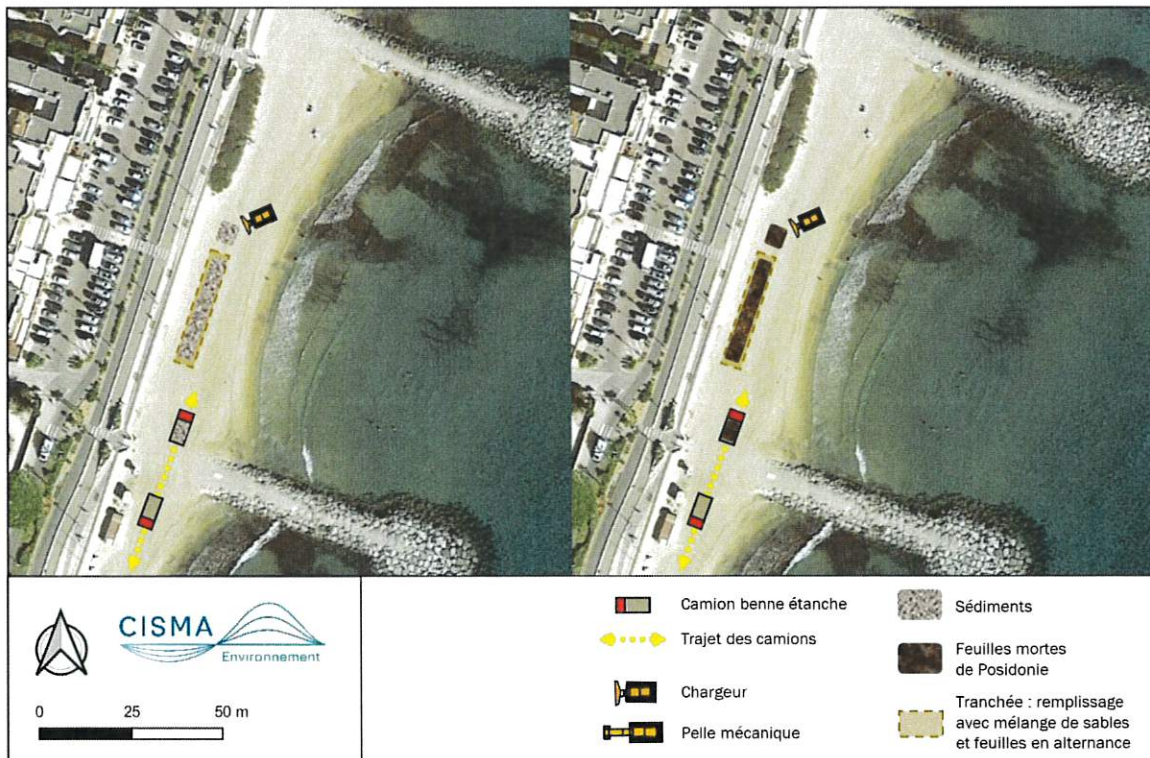 CISMA
Environnement
0 25 50 m
Camion benne étanche
Trajet des camions
Chargeur
Pelle mécanique
Sédiments
Feuilles mortes
de Posidonie
Tranchée : remplissage
avec mélange de sables
et feuilles en alternance